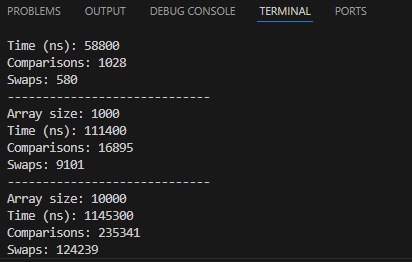 PROBLEMS OUTPUT DEBUG CONSOLE TERMINAL PORTS
Time (ns): 58800
Comparisons: 1028
Swaps: 580
-----------------------------
Array size: 1000
Time (ns): 111400
Comparisons: 16895
Swaps: 9101
-----------------------------
Array size: 10000
Time (ns): 1145300
Comparisons: 235341
Swaps: 124239